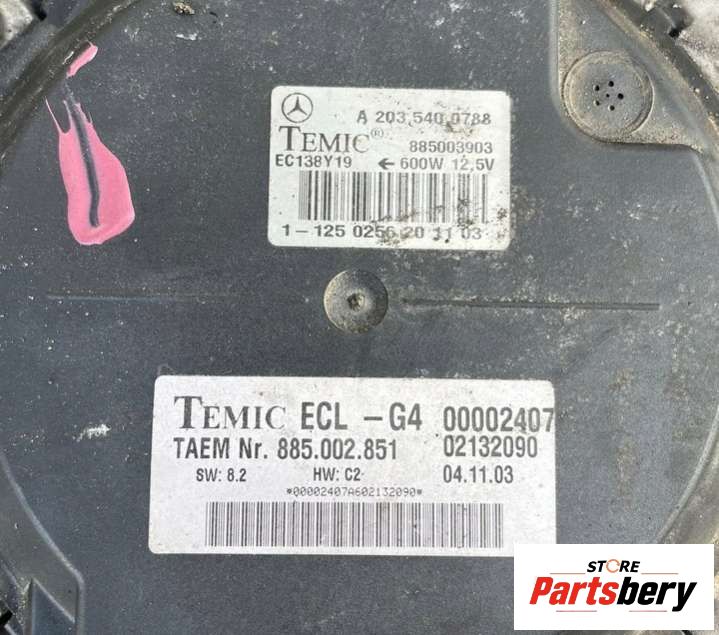 A 203 540 0788
TEMIC® 885003903
EC138Y19 ← 600W 12,5V
1-125 0256 20 11 03
TEMIC ECL -G4 00002407
TAEM Nr. 885.002.851 02132090
SW: 8.2 HW: C2 04.11.03
*00002407A602132090*
STORE
Partsbery